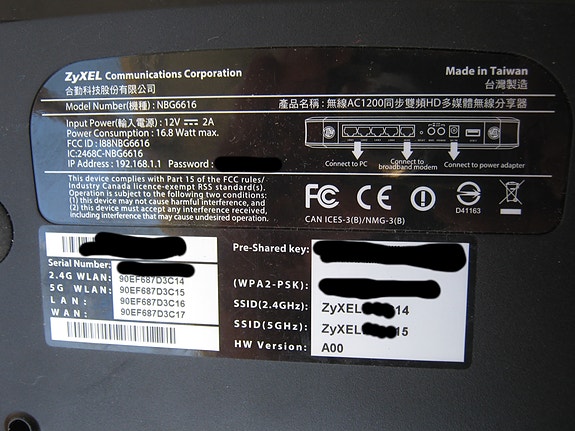 ZyXEL Communications Corporation
合勤科技股份有限公司
Made in Taiwan
台灣製造
Model Number(機種) : NBG6616
產品名稱 : 無線AC1200同步雙頻HD多媒體無線分享器
Input Power(輸入電源) : 12V ⎓ 2A
Power Consumption : 16.8 Watt max.
FCC ID : I88NBG6616
IC:2468C-NBG6616
IP Address : 192.168.1.1 Password :
Connect to PC
Connect to broadband modem
Connect to power adapter
This device complies with Part 15 of the FCC rules/
Industry Canada licence-exempt RSS standard(s).
Operation is subject to the following two conditions:
(1) this device may not cause harmful interference, and
(2) this device must accept any interference received,
including interference that may cause undesired operation.
FC CE
D41163
CAN ICES-3(B)/NMG-3(B)
Serial Number:
2.4G WLAN: 90EF687D3C14
5G WLAN: 90EF687D3C15
LAN: 90EF687D3C16
WAN: 90EF687D3C17
Pre-Shared key:
(WPA2-PSK):
SSID(2.4GHz): ZyXEL 14
SSID(5GHz): ZyXEL 15
HW Version: A00